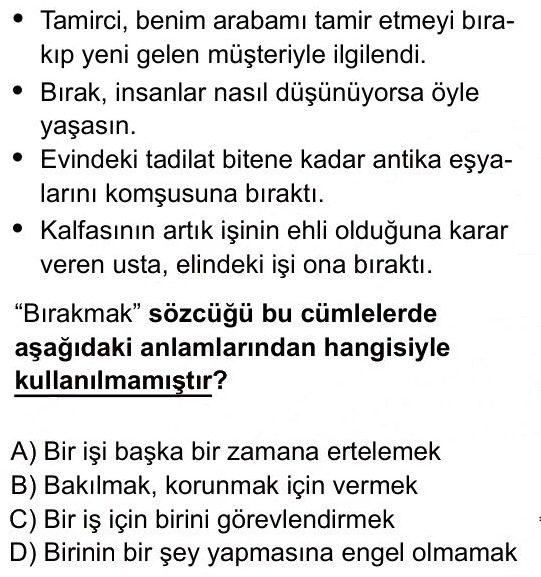 • Tamirci, benim arabamı tamir etmeyi bıra-
kıp yeni gelen müşteriyle ilgilendi.
• Bırak, insanlar nasıl düşünüyorsa öyle
yaşasın.
• Evindeki tadilat bitene kadar antika eşya-
larını komşusuna bıraktı.
• Kalfasının artık işinin ehli olduğuna karar
veren usta, elindeki işi ona bıraktı.
“Bırakmak” sözcüğü bu cümlelerde
aşağıdaki anlamlarından hangisiyle
kullanılmamıştır?
A) Bir işi başka bir zamana ertelemek
B) Bakılmak, korunmak için vermek
C) Bir iş için birini görevlendirmek
D) Birinin bir şey yapmasına engel olmamak